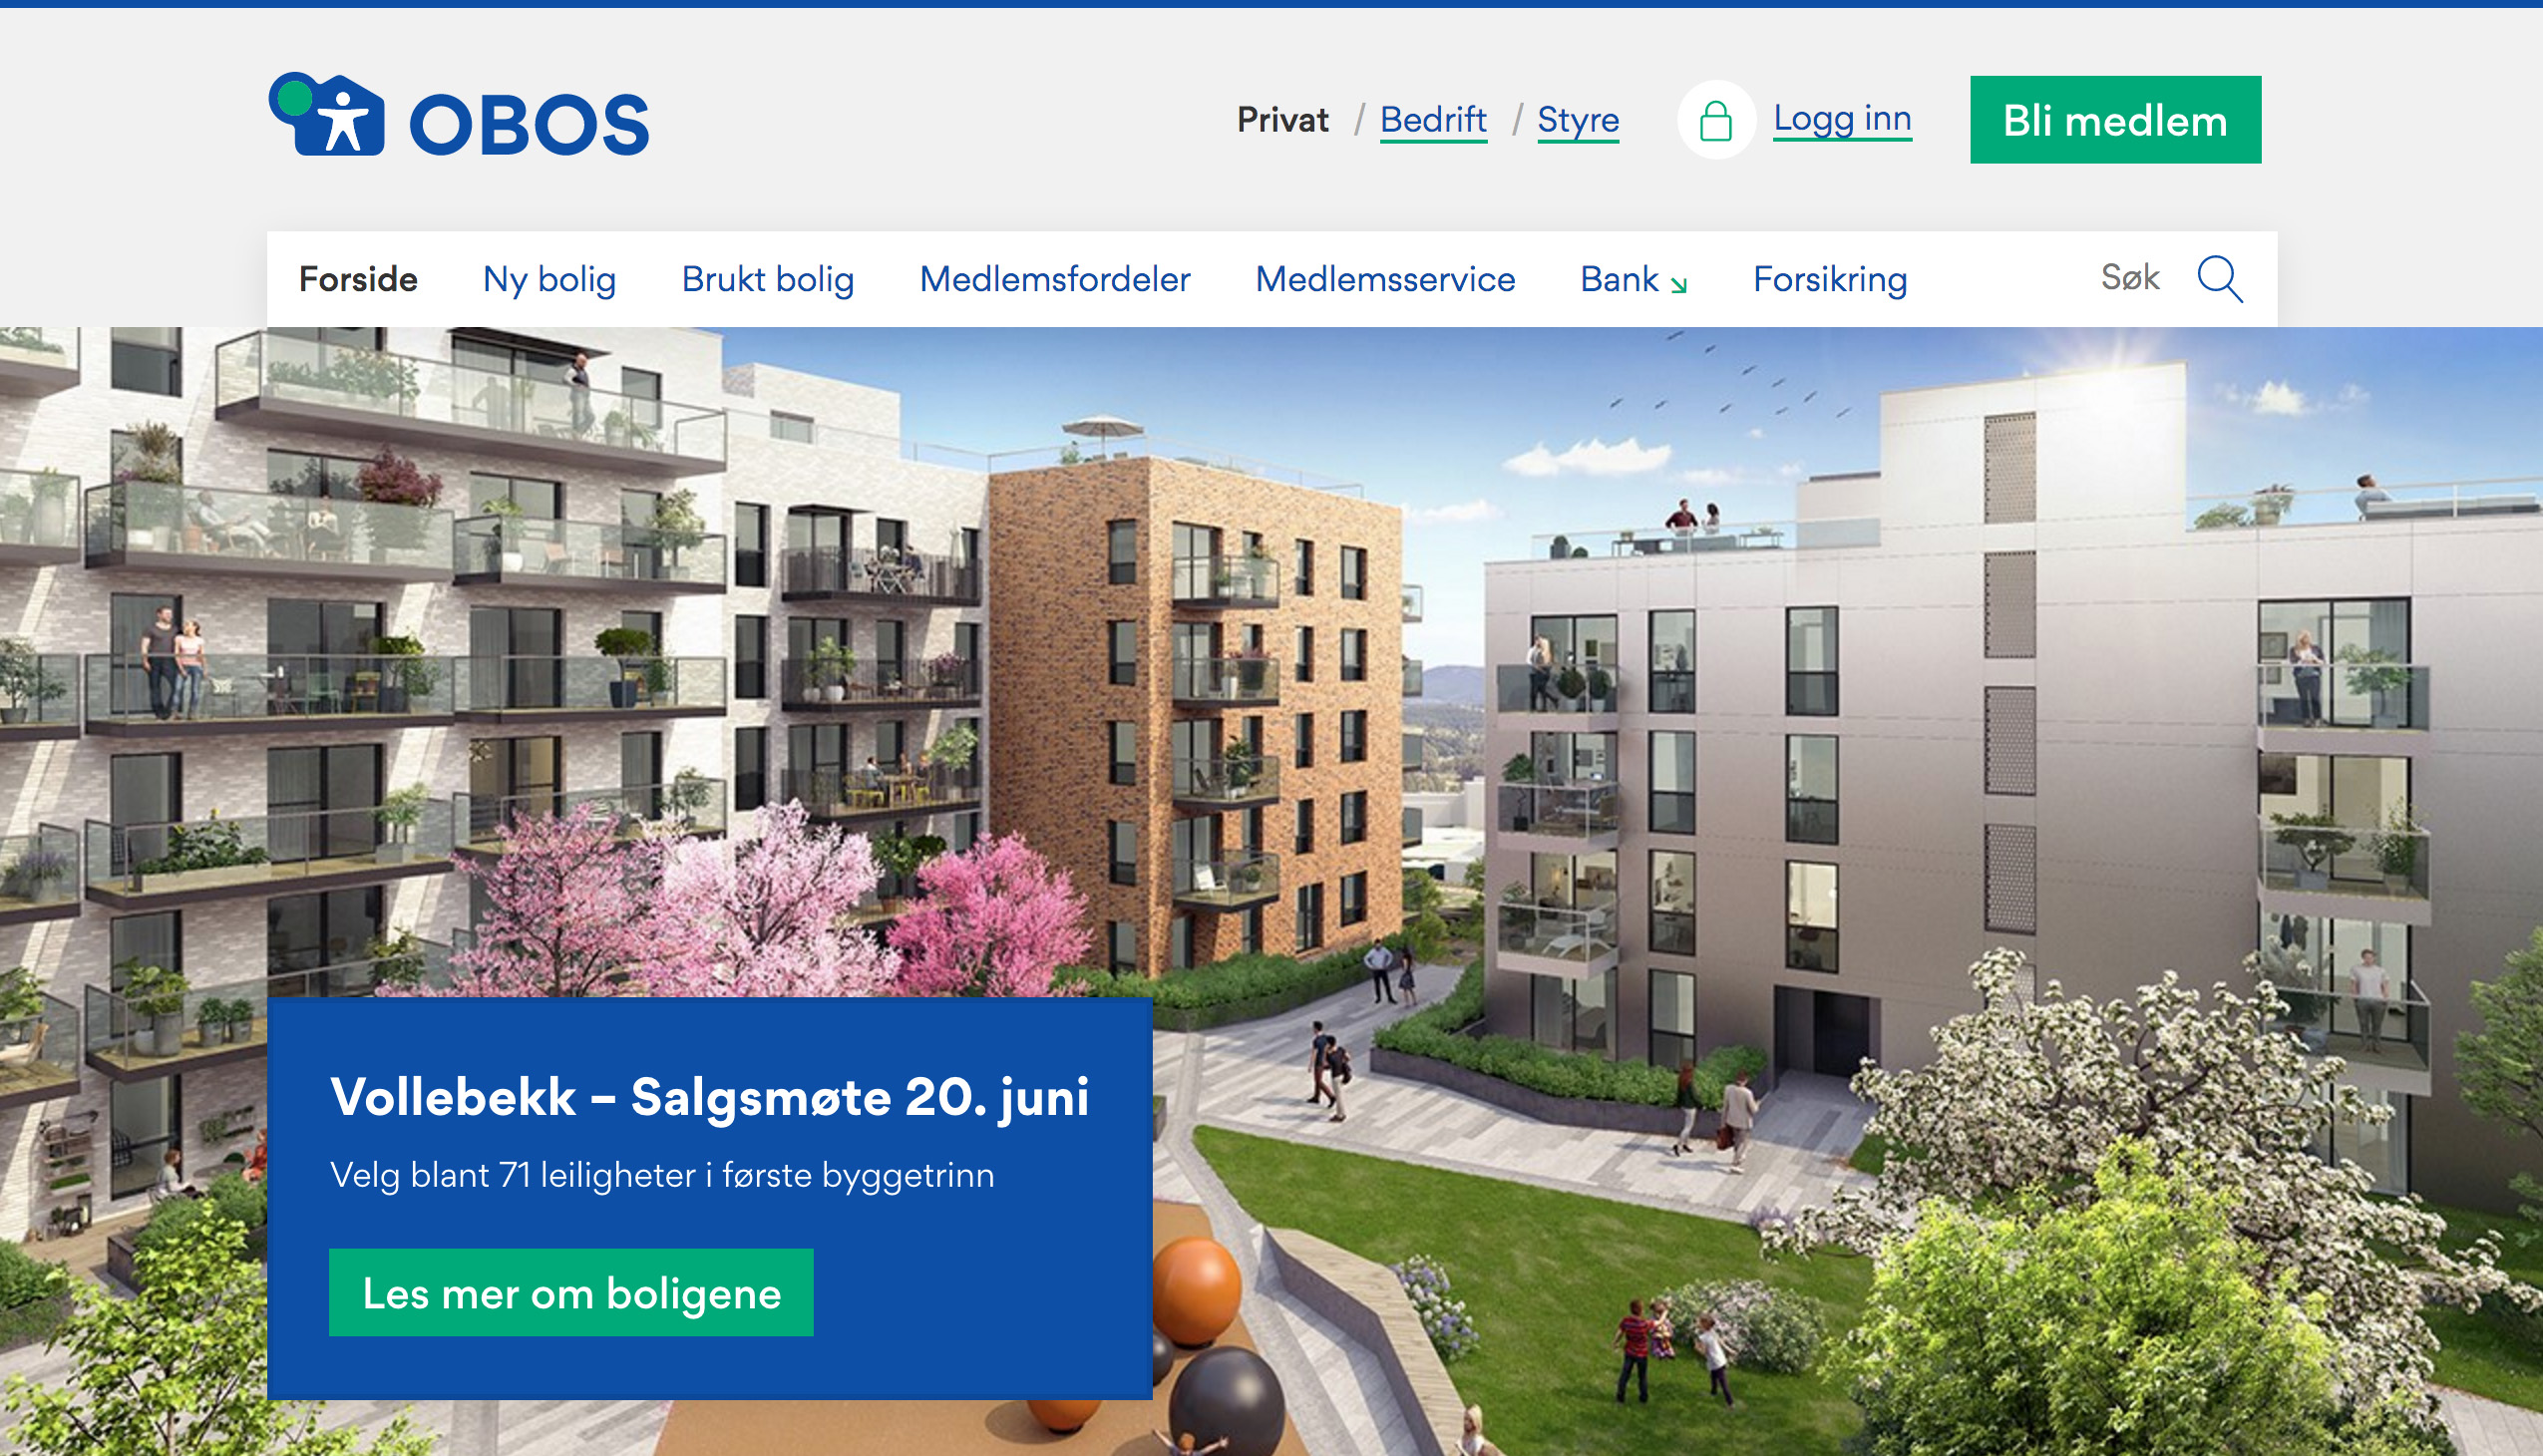 OBOS
Privat / Bedrift / Styre
Logg inn
Bli medlem
Forside Ny bolig Brukt bolig Medlemsfordeler Medlemsservice Bank Forsikring Søk
Vollebekk – Salgsmøte 20. juni
Velg blant 71 leiligheter i første byggetrinn
Les mer om boligene